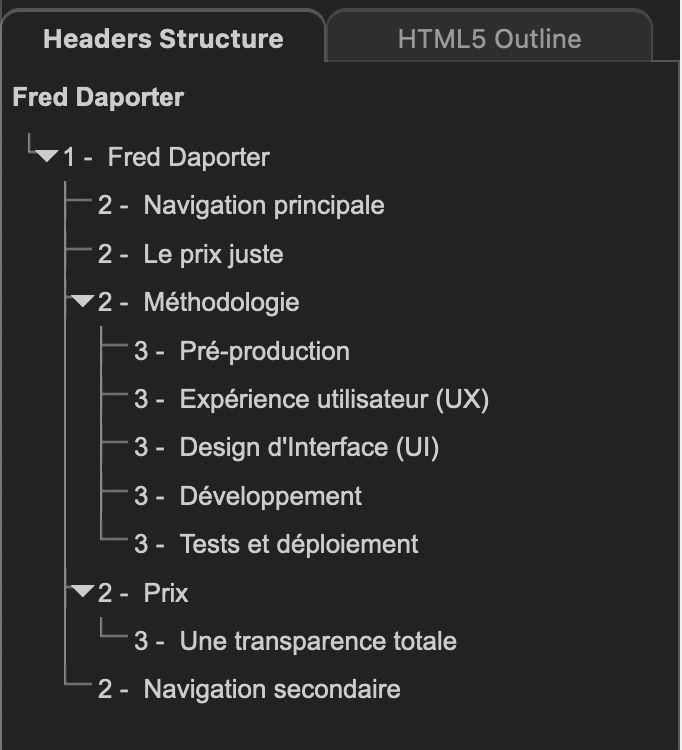 Headers Structure
HTML5 Outline
Fred Daporter
1 - Fred Daporter
2 - Navigation principale
2 - Le prix juste
2 - Méthodologie
3 - Pré-production
3 - Expérience utilisateur (UX)
3 - Design d'Interface (UI)
3 - Développement
3 - Tests et déploiement
2 - Prix
3 - Une transparence totale
2 - Navigation secondaire